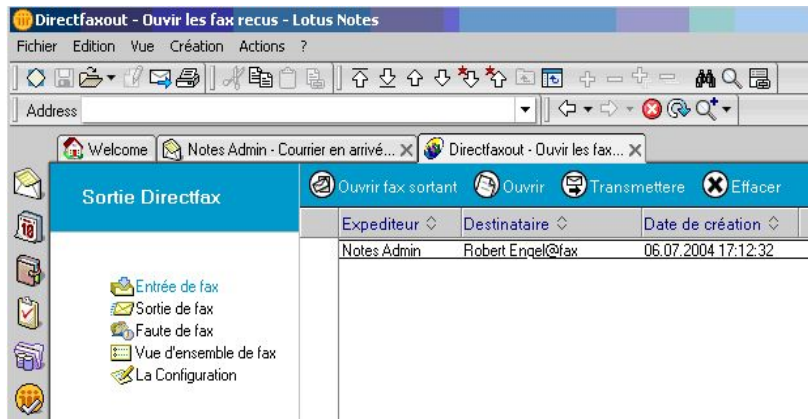 Directfaxout - Ouvir les fax recus - Lotus Notes
Fichier Edition Vue Création Actions ?
Address
Welcome Notes Admin - Courrier en arrivé... Directfaxout - Ouvir les fax...
Sortie Directfax
Ouvrir fax sortant Ouvrir Transmettere Effacer
Expediteur Destinataire Date de création
Notes Admin Robert Engel@fax 06.07.2004 17:12:32
Entrée de fax
Sortie de fax
Faute de fax
Vue d'ensemble de fax
La Configuration